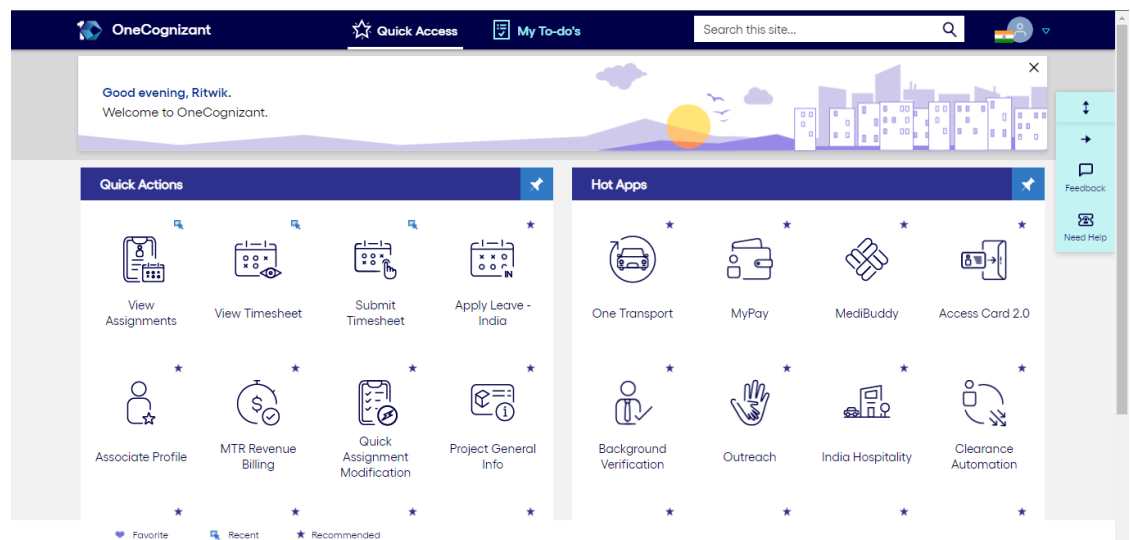 OneCognizant
Quick Access
My To-do's
Search this site...
Good evening, Ritwik.
Welcome to OneCognizant.
Feedback
Need Help
Quick Actions
View
Assignments
View Timesheet
Submit
Timesheet
IN
Apply Leave -
India
Associate Profile
$
MTR Revenue
Billing
Quick
Assignment
Modification
Project General
Info
Hot Apps
One Transport
MyPay
MediBuddy
Access Card 2.0
Background
Verification
Outreach
India Hospitality
Clearance
Automation
Favorite
Recent
Recommended